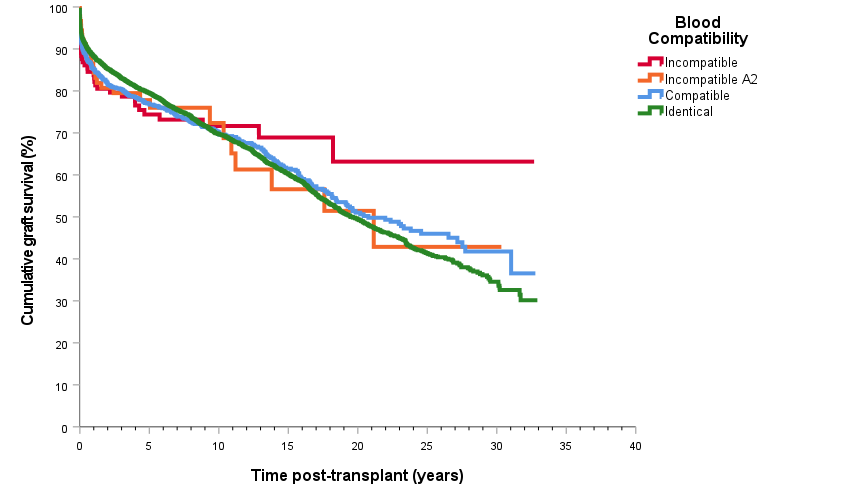 Blood
Compatibility
Incompatible
Incompatible A2
Compatible
Identical
Cumulative graft survival (%)
100
90
80
70
60
50
40
30
20
10
0
0 5 10 15 20 25 30 35 40
Time post-transplant (years)